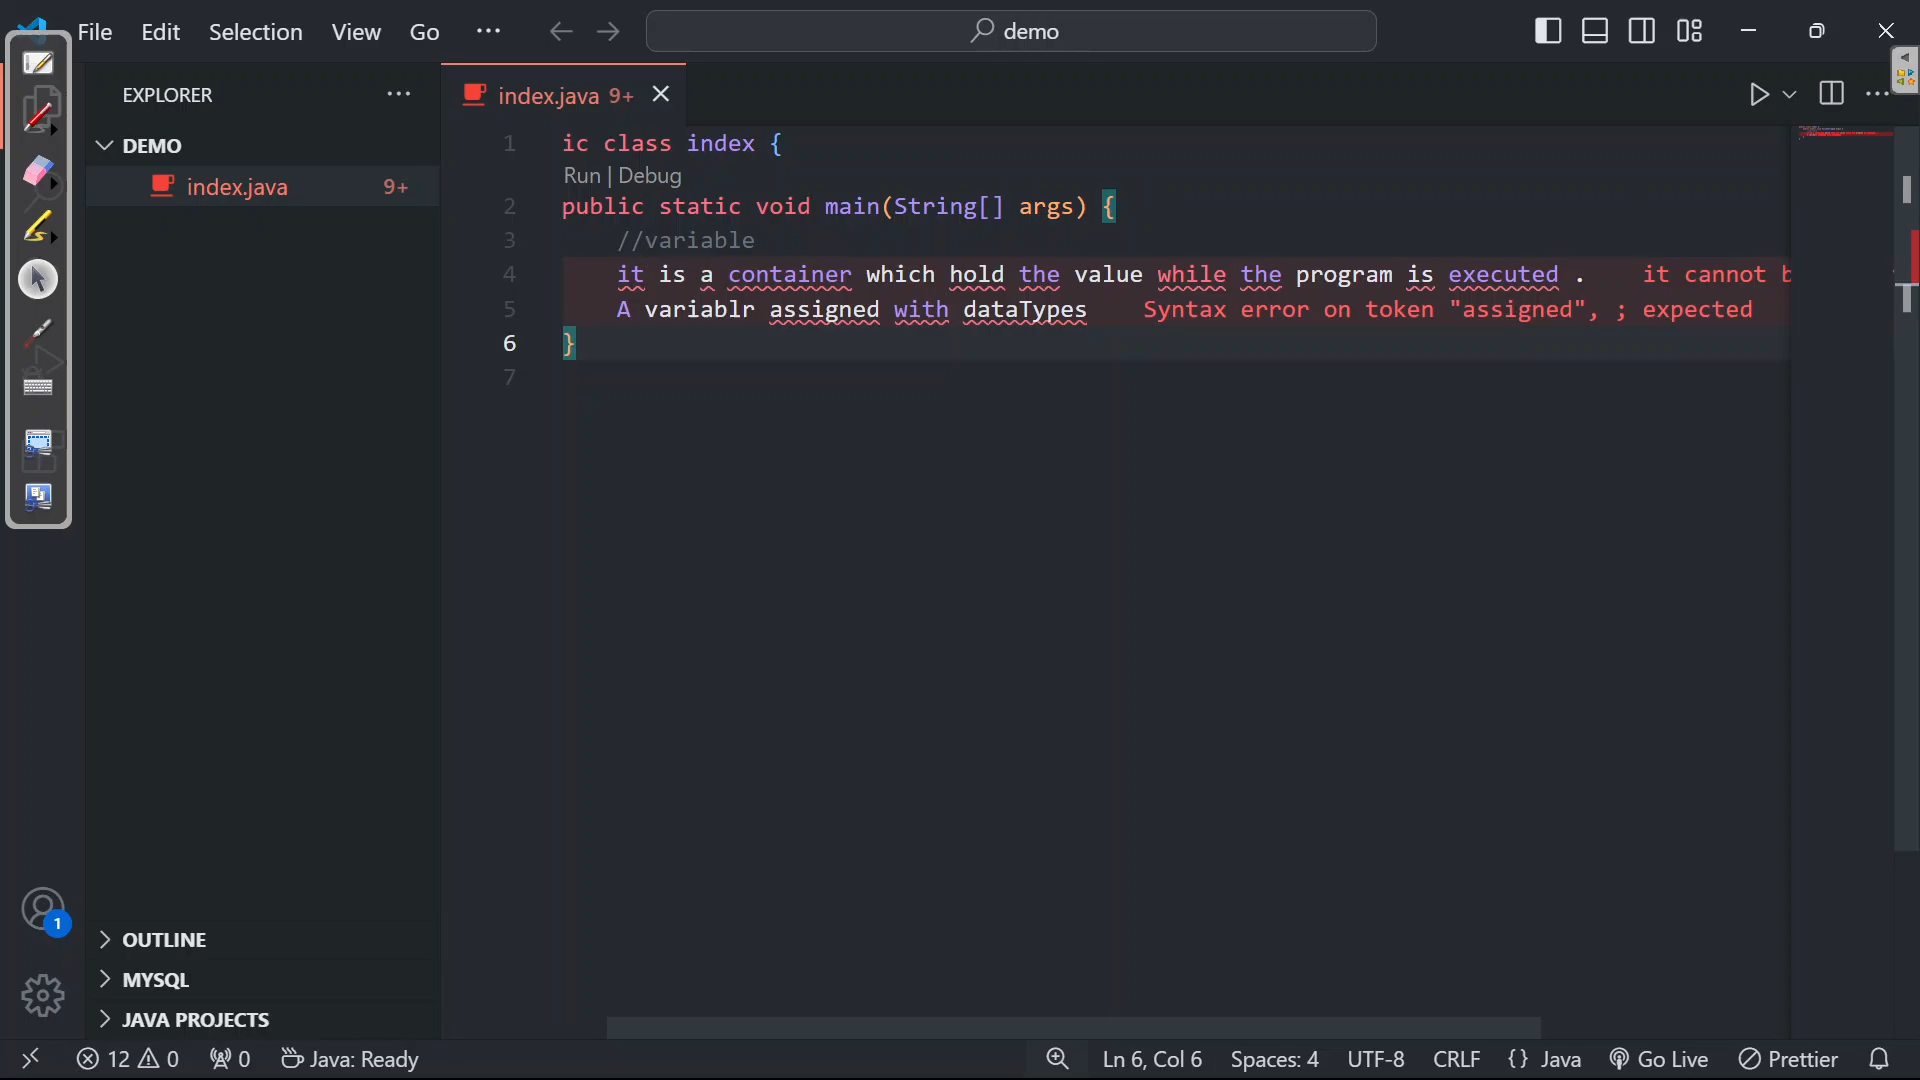 File Edit Selection View Go ··· demo
EXPLORER ···
DEMO
index.java 9+
OUTLINE
MYSQL
JAVA PROJECTS
1
index.java 9+
1 ic class index {
Run | Debug
2 public static void main(String[] args) {
3 //variable
4 it is a container which hold the value while the program is executed . it cannot b
5 A variablr assigned with dataTypes Syntax error on token "assigned", ; expected
6 }
7
12 0 0 Java: Ready Ln 6, Col 6 Spaces: 4 UTF-8 CRLF {} Java Go Live Prettier